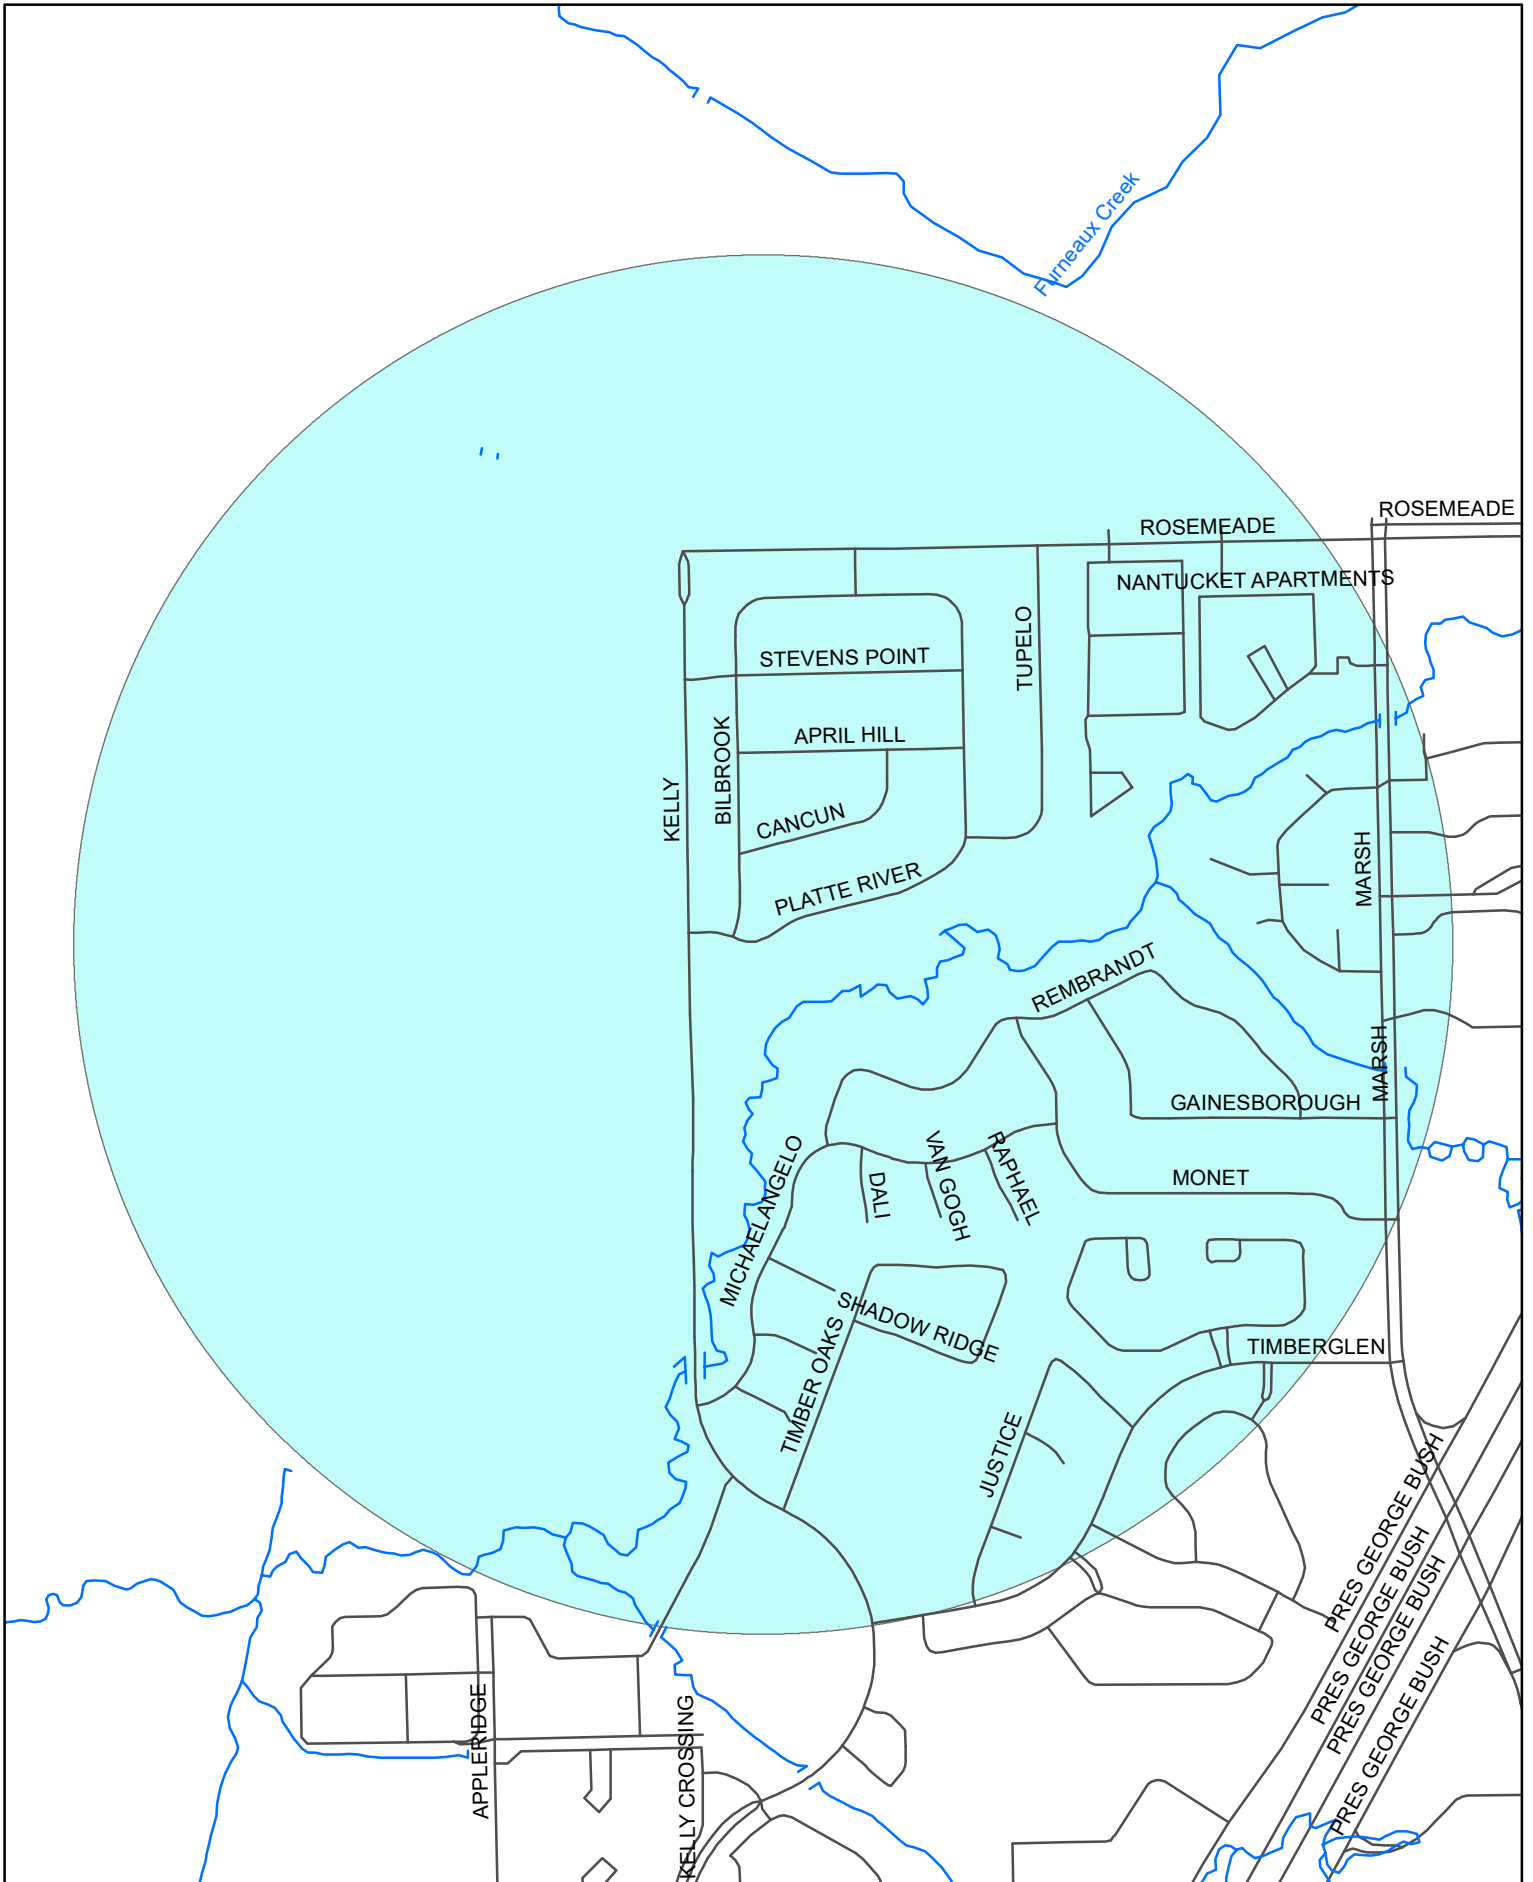 Furneaux Creek
ROSEMEADE
ROSEMEADE
NANTUCKET APARTMENTS
TUPELO
STEVENS POINT
APRIL HILL
BILBROOK
KELLY
CANCUN
PLATTE RIVER
MARSH
REMBRANDT
MARSH
GAINESBOROUGH
MICHAELANGELO
VAN GOGH
RAPHAEL
DALI
MONET
SHADOW RIDGE
TIMBER OAKS
TIMBERGLEN
JUSTICE
PRES GEORGE BUSH
PRES GEORGE BUSH
PRES GEORGE BUSH
PRES GEORGE BUSH
APPLERIDGE
KELLY CROSSING